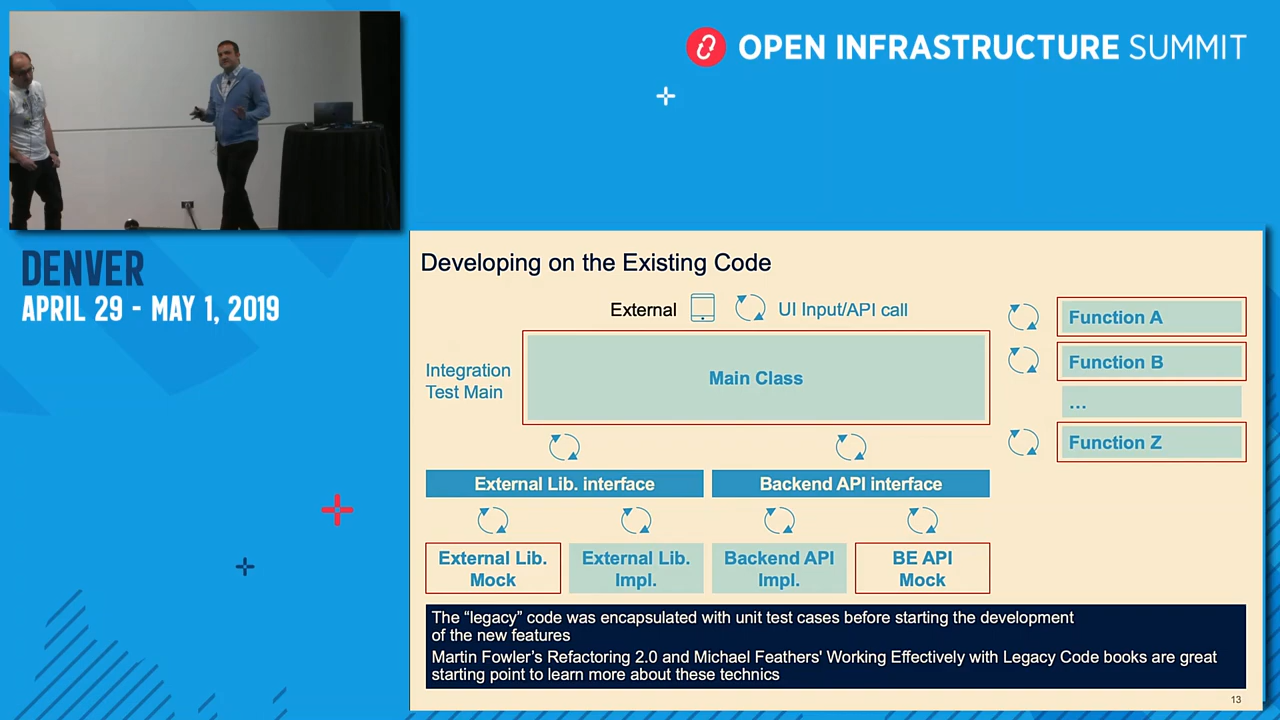 OPEN INFRASTRUCTURE SUMMIT
DENVER
APRIL 29 - MAY 1, 2019
Developing on the Existing Code
External
UI Input/API call
Integration
Test Main
Main Class
Function A
Function B
...
Function Z
External Lib. interface
Backend API interface
External Lib.
Mock
External Lib.
Impl.
Backend API
Impl.
BE API
Mock
The “legacy” code was encapsulated with unit test cases before starting the development
of the new features
Martin Fowler’s Refactoring 2.0 and Michael Feathers' Working Effectively with Legacy Code books are great
starting point to learn more about these technics
13